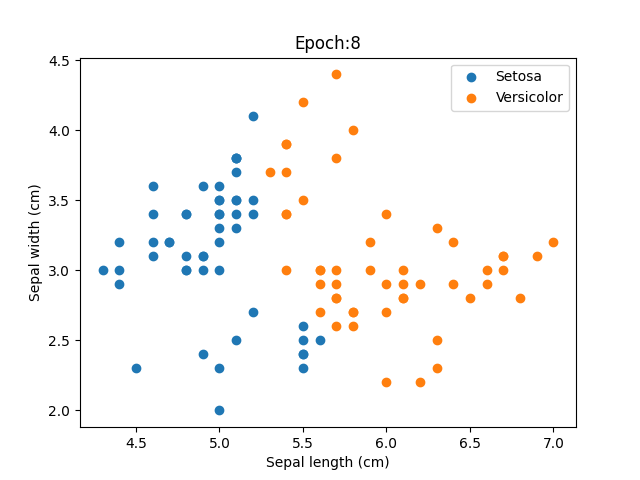 Epoch:8
Setosa
Versicolor
4.5
4.0
3.5
3.0
2.5
2.0
Sepal width (cm)
4.5 5.0 5.5 6.0 6.5 7.0
Sepal length (cm)